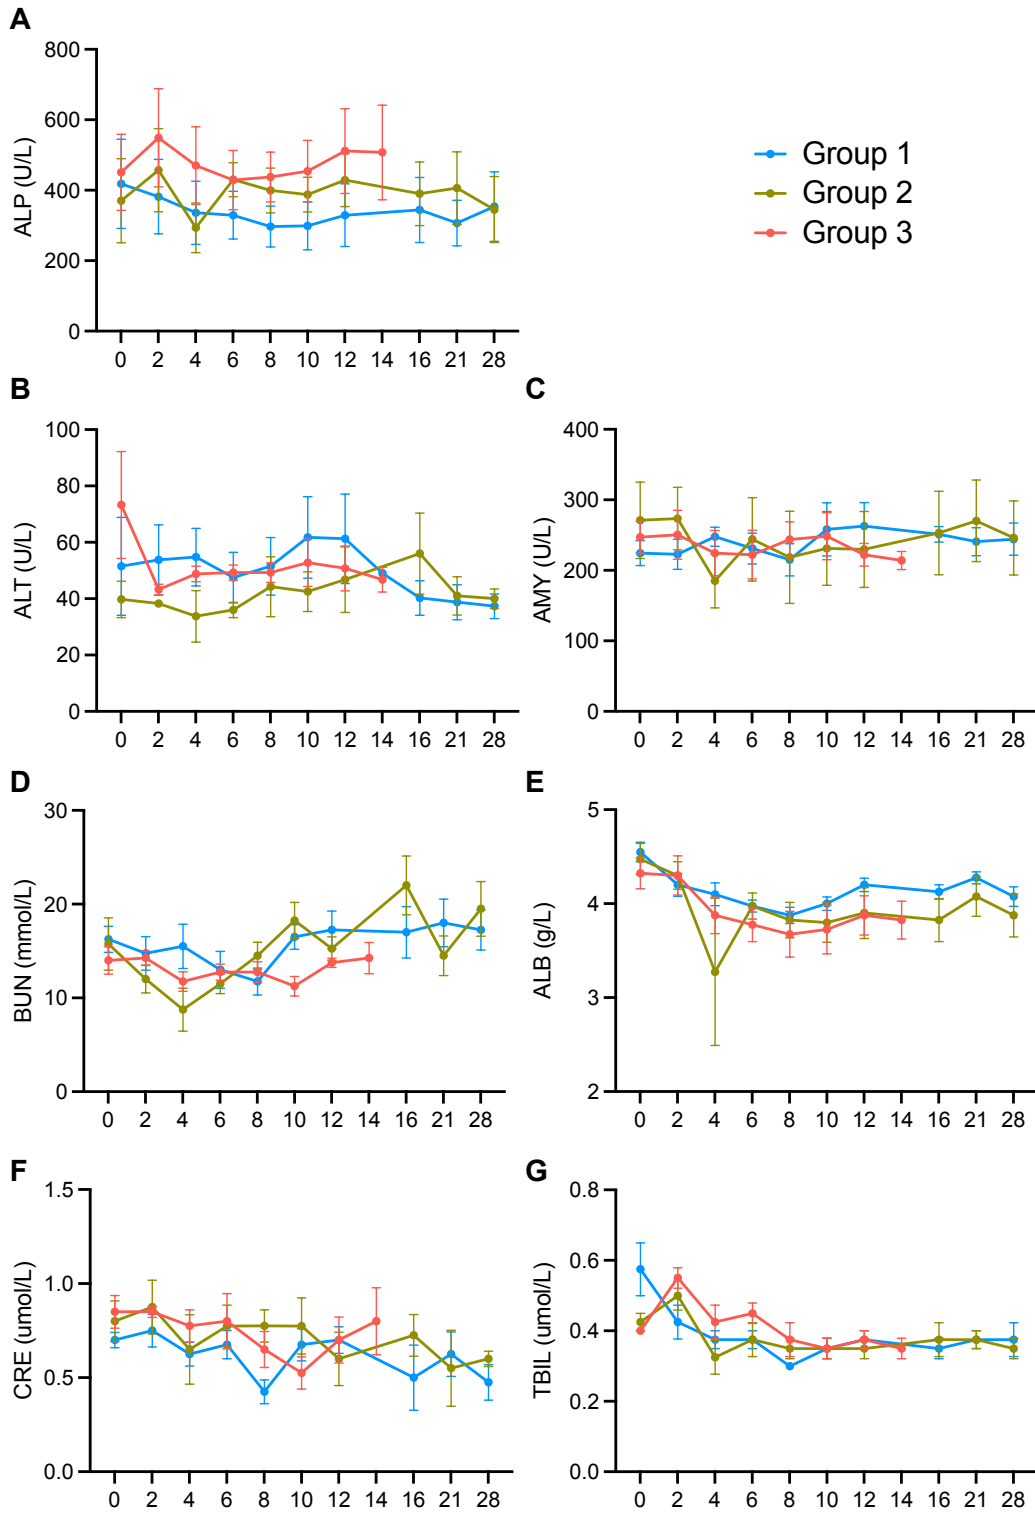 A
800
600
400
200
0
ALP (U/L)
0 2 4 6 8 10 12 14 16 21 28
Group 1
Group 2
Group 3
B
100
80
60
40
20
0
ALT (U/L)
0 2 4 6 8 10 12 14 16 21 28
C
400
300
200
100
0
AMY (U/L)
0 2 4 6 8 10 12 14 16 21 28
D
30
20
10
0
BUN (mmol/L)
0 2 4 6 8 10 12 14 16 21 28
E
5
4
3
2
ALB (g/L)
0 2 4 6 8 10 12 14 16 21 28
F
1.5
1.0
0.5
0.0
CRE (umol/L)
0 2 4 6 8 10 12 14 16 21 28
G
0.8
0.6
0.4
0.2
0.0
TBIL (umol/L)
0 2 4 6 8 10 12 14 16 21 28